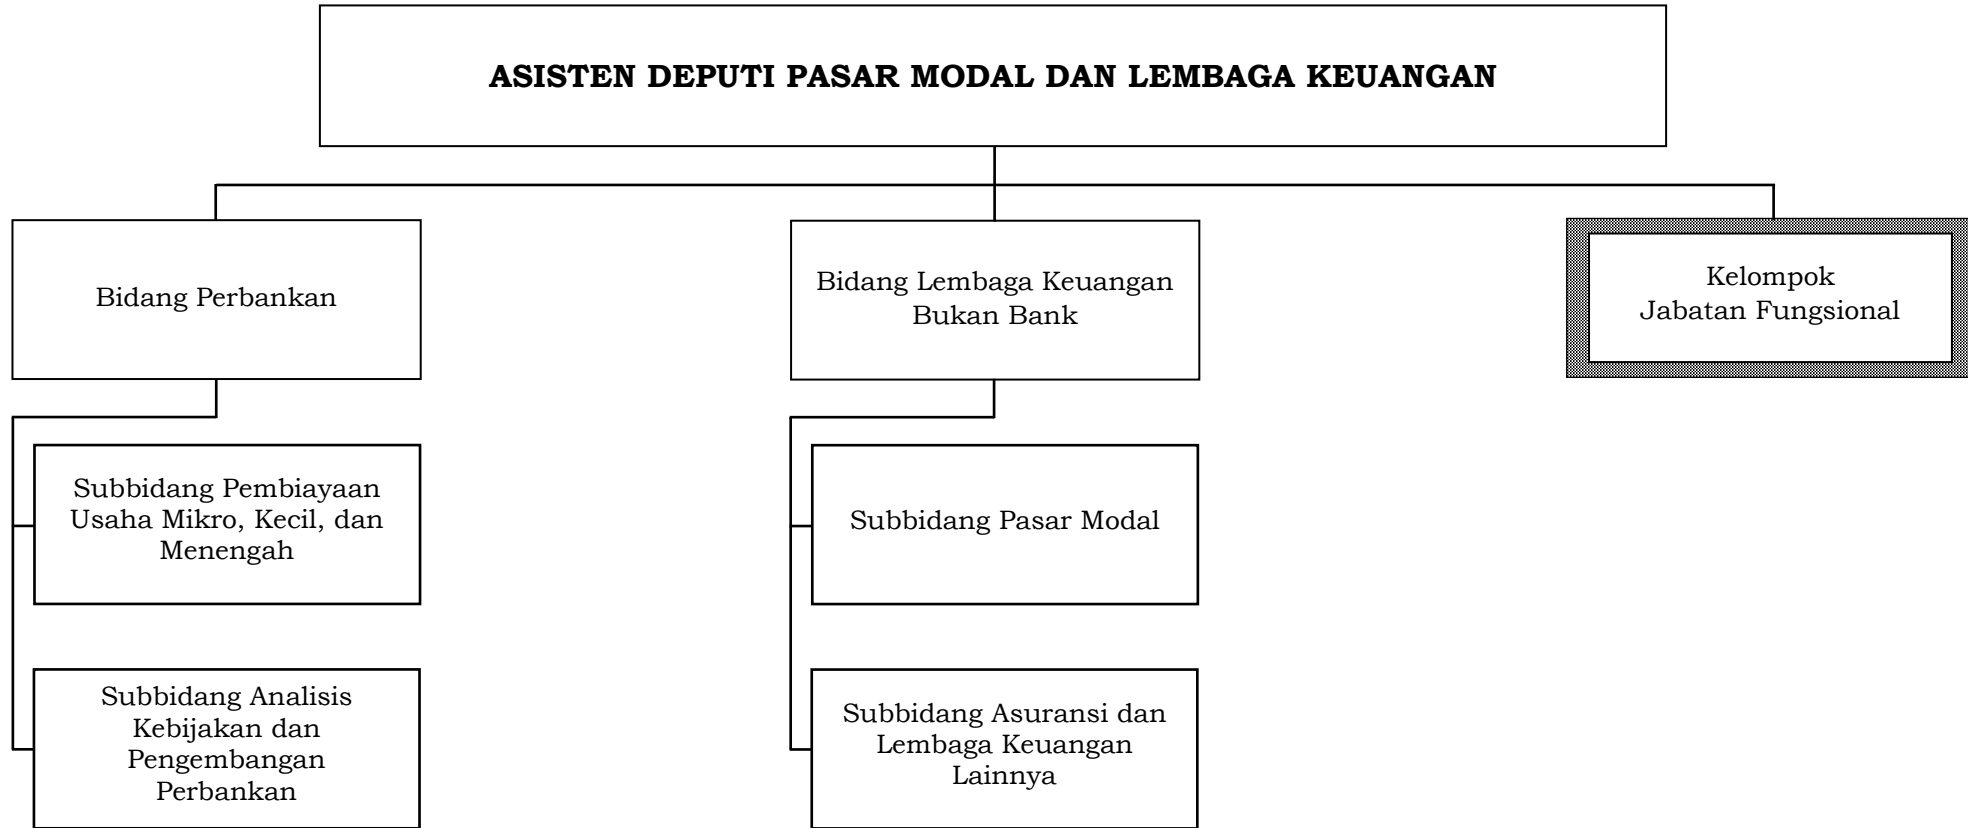 ASISTEN DEPUTI PASAR MODAL DAN LEMBAGA KEUANGAN
Bidang Perbankan
Bidang Lembaga Keuangan
Bukan Bank
Kelompok
Jabatan Fungsional
Subbidang Pembiayaan
Usaha Mikro, Kecil, dan
Menengah
Subbidang Pasar Modal
Subbidang Analisis
Kebijakan dan
Pengembangan
Perbankan
Subbidang Asuransi dan
Lembaga Keuangan
Lainnya